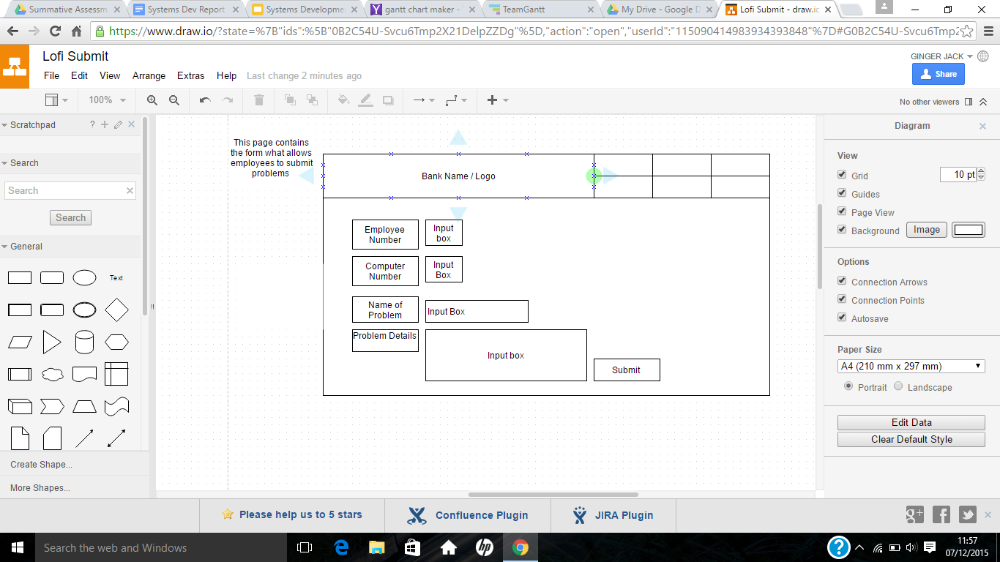 Summative Assessm
Systems Dev Report
Systems Developme
gantt chart maker -
TeamGantt
My Drive - Google D
Lofi Submit - draw.io
https://www.draw.io/?state=%7B"ids":%5B"0B2C54U-Svcu6Tmp2X21DelpZZDg"%5D,"action":"open","userId":"115090414983934393848"%7D#G0B2C54U-Svcu6Tmp2
Lofi Submit
GINGER JACK
File Edit View Arrange Extras Help Last change 2 minutes ago
Share
100%
No other viewers
Scratchpad
?
Search
Search
Search
General
Text
Create Shape...
More Shapes...
This page contains
the form what allows
employees to submit
problems
Bank Name / Logo
Employee
Number
Input
box
Computer
Number
Input
Box
Name of
Problem
Input Box
Problem Details
Input box
Submit
Diagram
View
Grid
10 pt
Guides
Page View
Background
Image
Options
Connection Arrows
Connection Points
Autosave
Paper Size
A4 (210 mm x 297 mm)
Portrait
Landscape
Edit Data
Clear Default Style
Please help us to 5 stars
Confluence Plugin
JIRA Plugin
Search the web and Windows
hp
?
11:57
07/12/2015